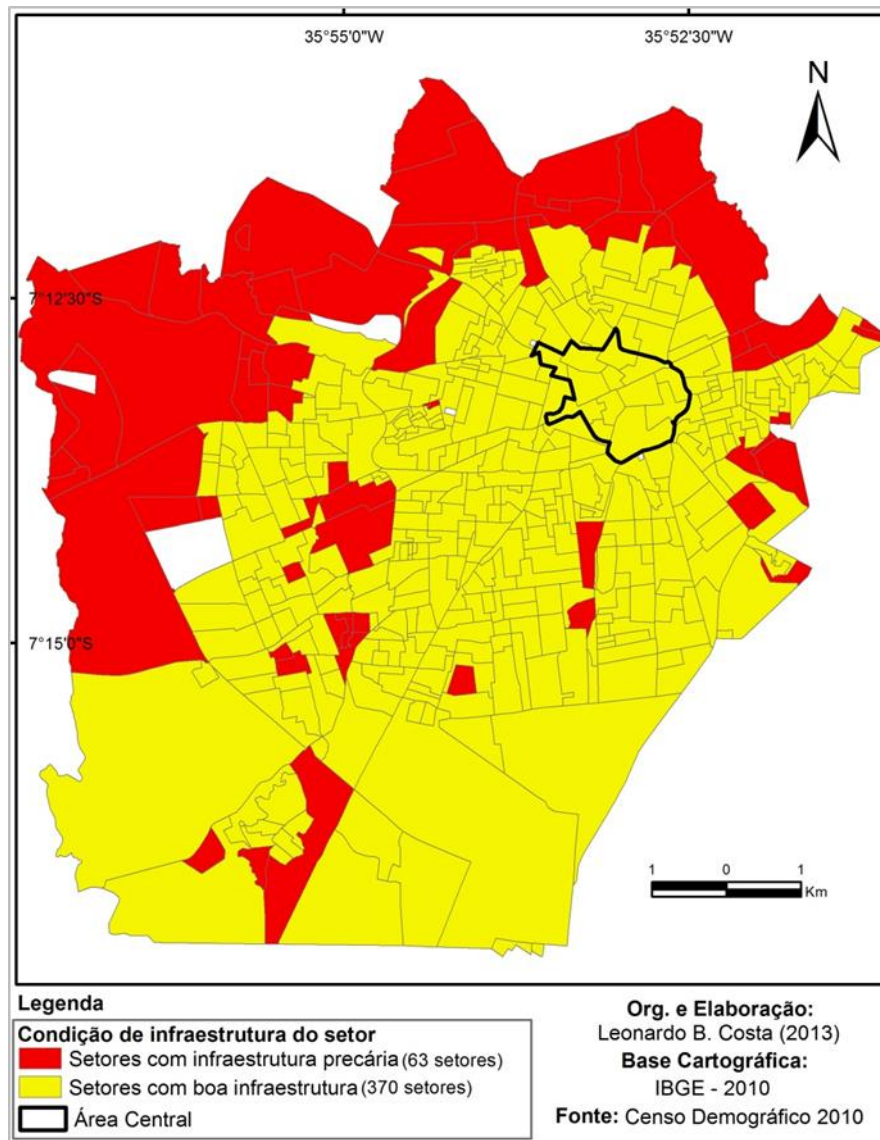 35°55'0"W
35°52'30"W
N
7°12'30"S
7°15'0"S
1 0 1
Km
Legenda
Condição de infraestrutura do setor
Setores com infraestrutura precária (63 setores)
Setores com boa infraestrutura (370 setores)
Área Central
Org. e Elaboração:
Leonardo B. Costa (2013)
Base Cartográfica:
IBGE - 2010
Fonte: Censo Demográfico 2010